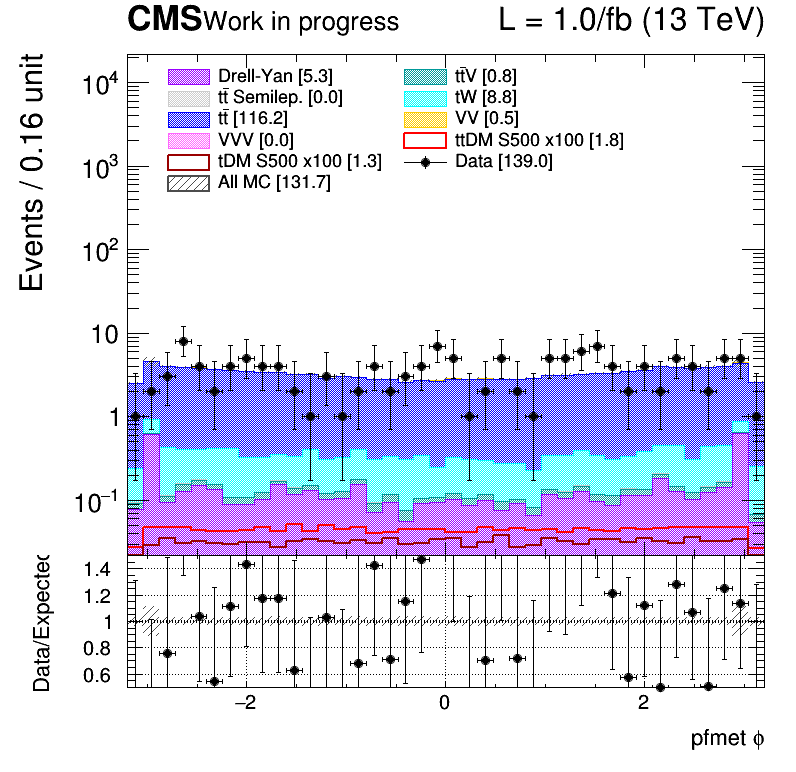 CMS Work in progress L = 1.0/fb (13 TeV)
Events / 0.16 unit
10⁴
10³
10²
10
1
10⁻¹
Drell-Yan [5.3] tt̄V [0.8]
tt̄ Semilep. [0.0] tW [8.8]
tt̄ [116.2] VV [0.5]
VVV [0.0] ttDM S500 x100 [1.8]
tDM S500 x100 [1.3] Data [139.0]
All MC [131.7]
Data/Expected
1.4
1.2
1
0.8
0.6
−2 0 2
pfmet ϕ